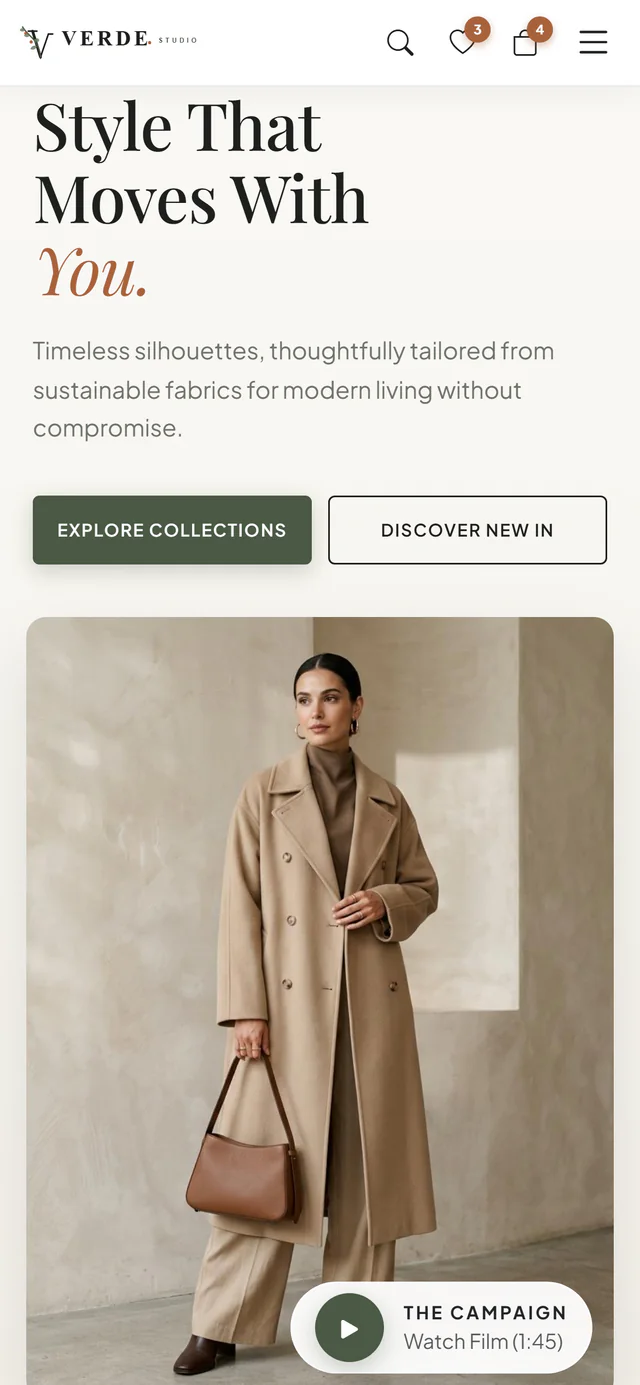 VERDE. STUDIO
3
4
Style That
Moves With
You.
Timeless silhouettes, thoughtfully tailored from
sustainable fabrics for modern living without
compromise.
EXPLORE COLLECTIONS
DISCOVER NEW IN
THE CAMPAIGN
Watch Film (1:45)